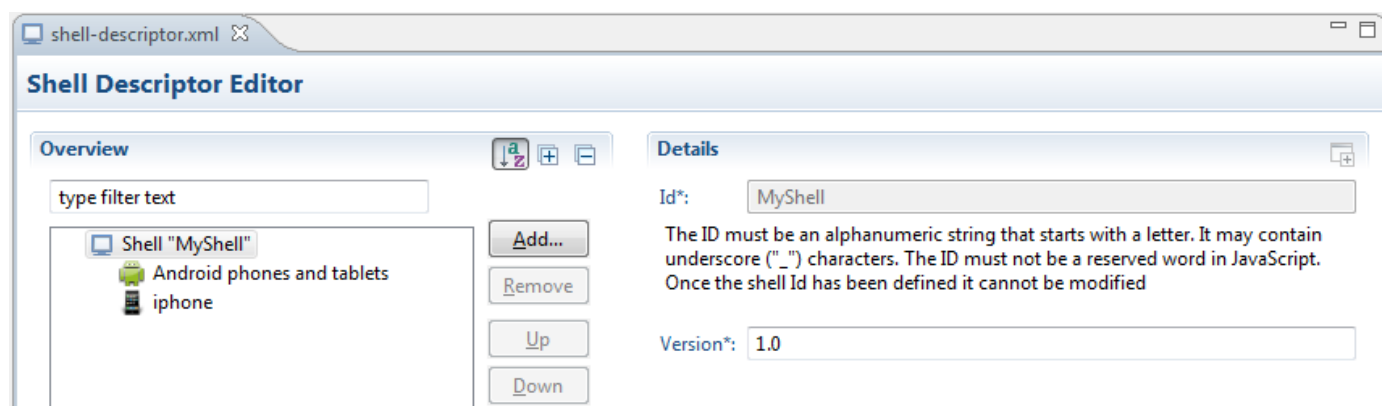 shell-descriptor.xml
Shell Descriptor Editor
Overview
a
z
type filter text
Shell "MyShell"
Android phones and tablets
iphone
Add...
Remove
Up
Down
Details
Id*: MyShell
The ID must be an alphanumeric string that starts with a letter. It may contain
underscore ("_") characters. The ID must not be a reserved word in JavaScript.
Once the shell Id has been defined it cannot be modified
Version*: 1.0